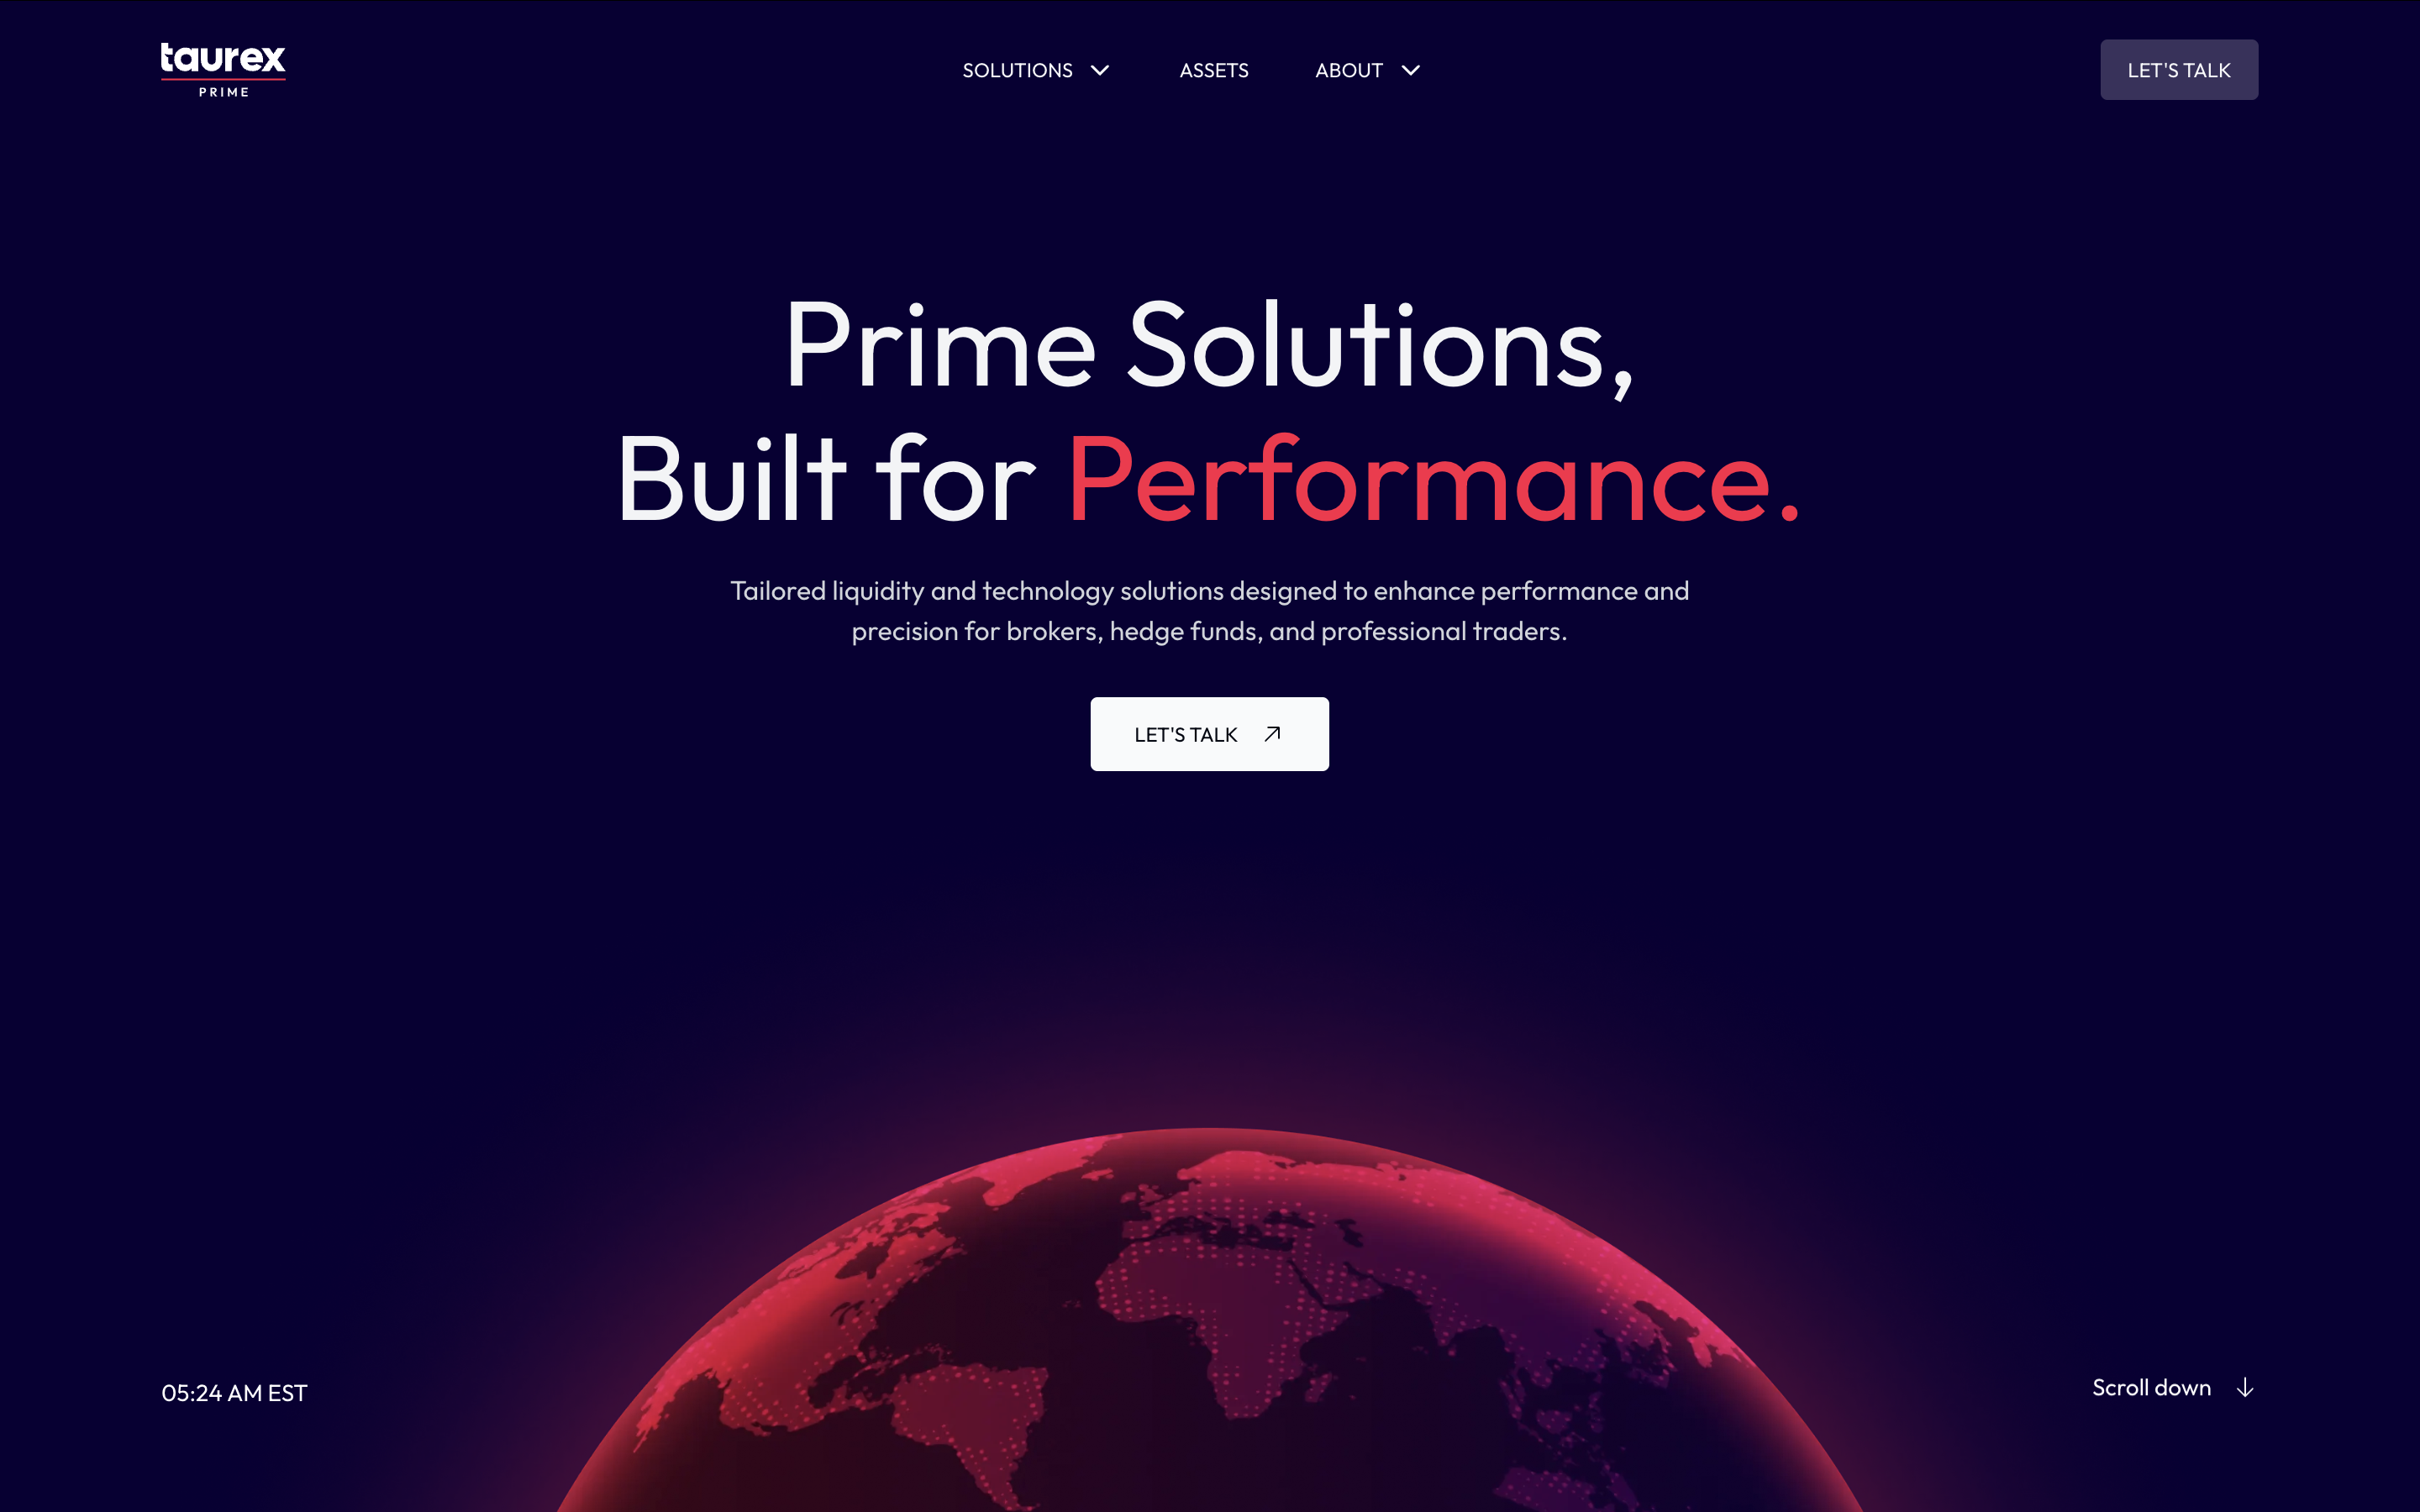 taurex
PRIME
SOLUTIONS
ASSETS
ABOUT
LET'S TALK
Prime Solutions,
Built for Performance.
Tailored liquidity and technology solutions designed to enhance performance and
precision for brokers, hedge funds, and professional traders.
LET'S TALK
05:24 AM EST
Scroll down